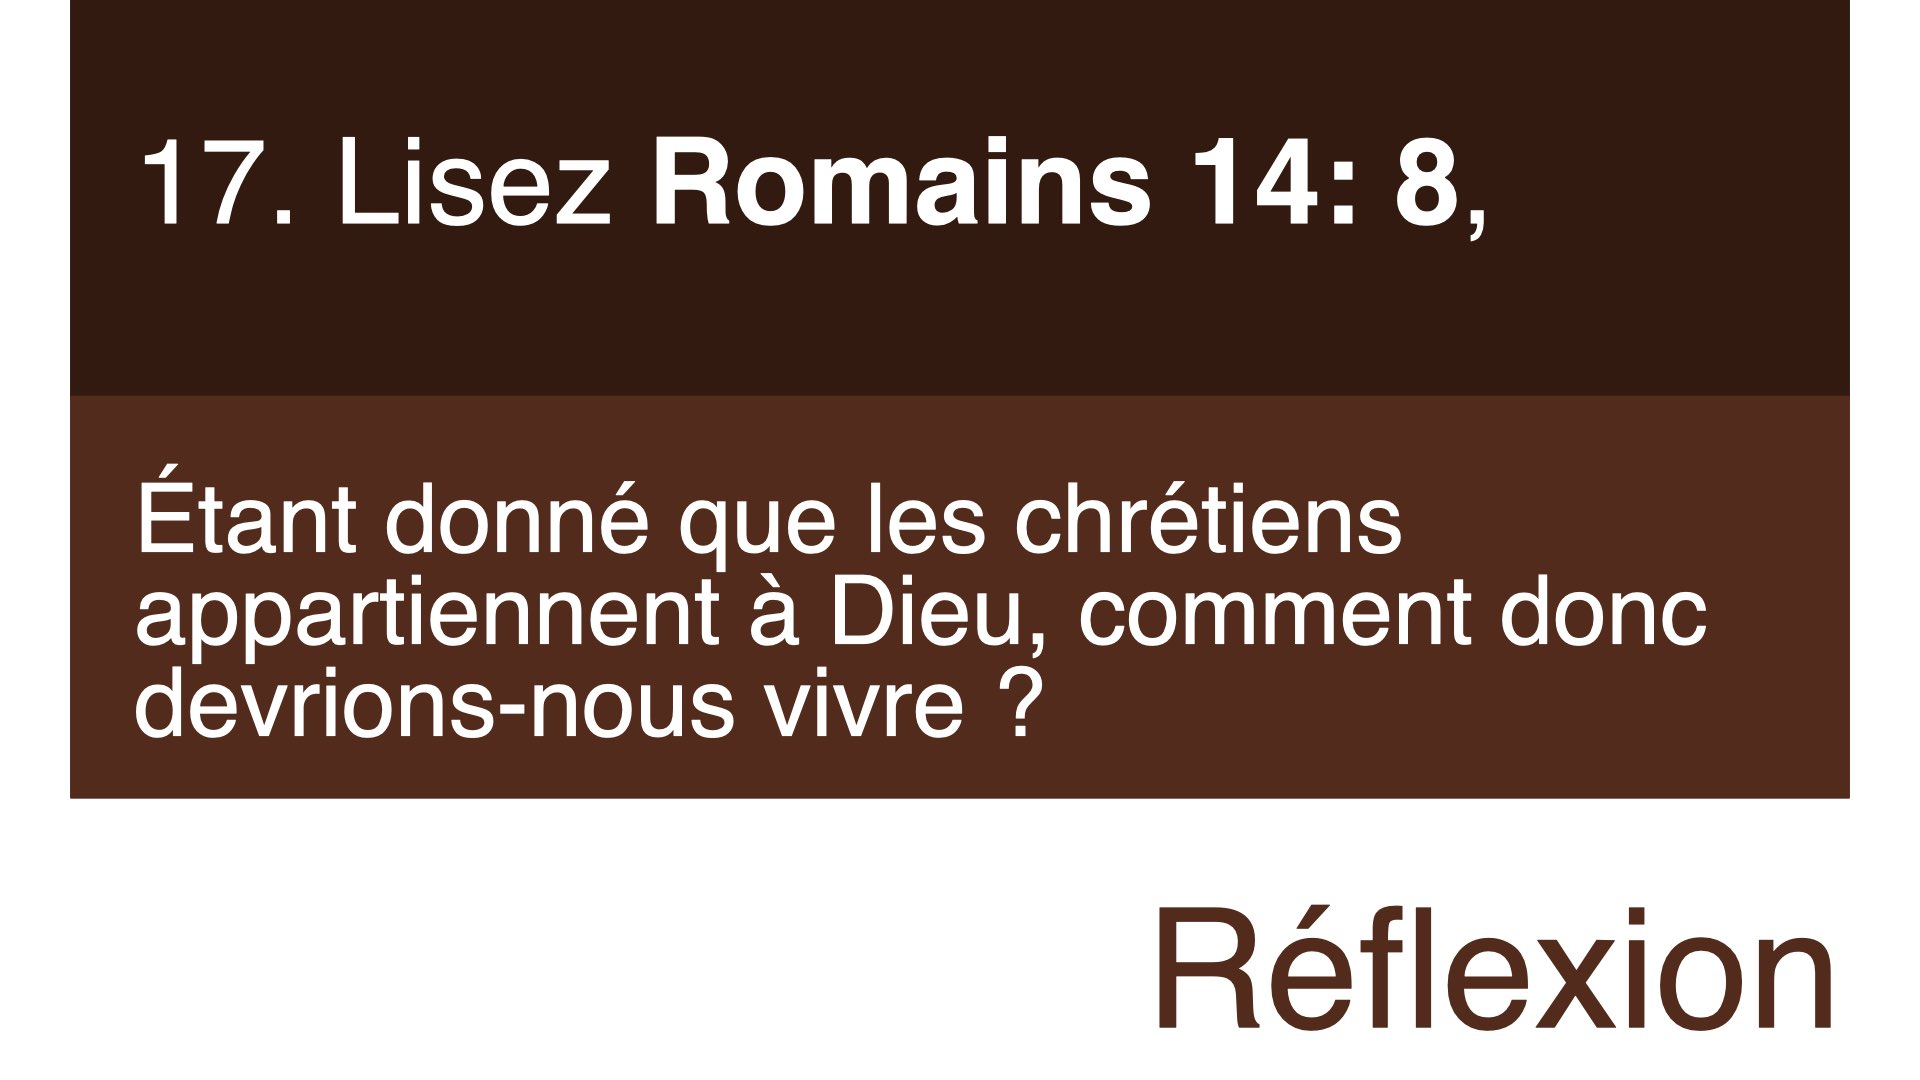 17. Lisez Romains 14: 8,
Étant donné que les chrétiens
appartiennent à Dieu, comment donc
devrions-nous vivre ?
Réflexion